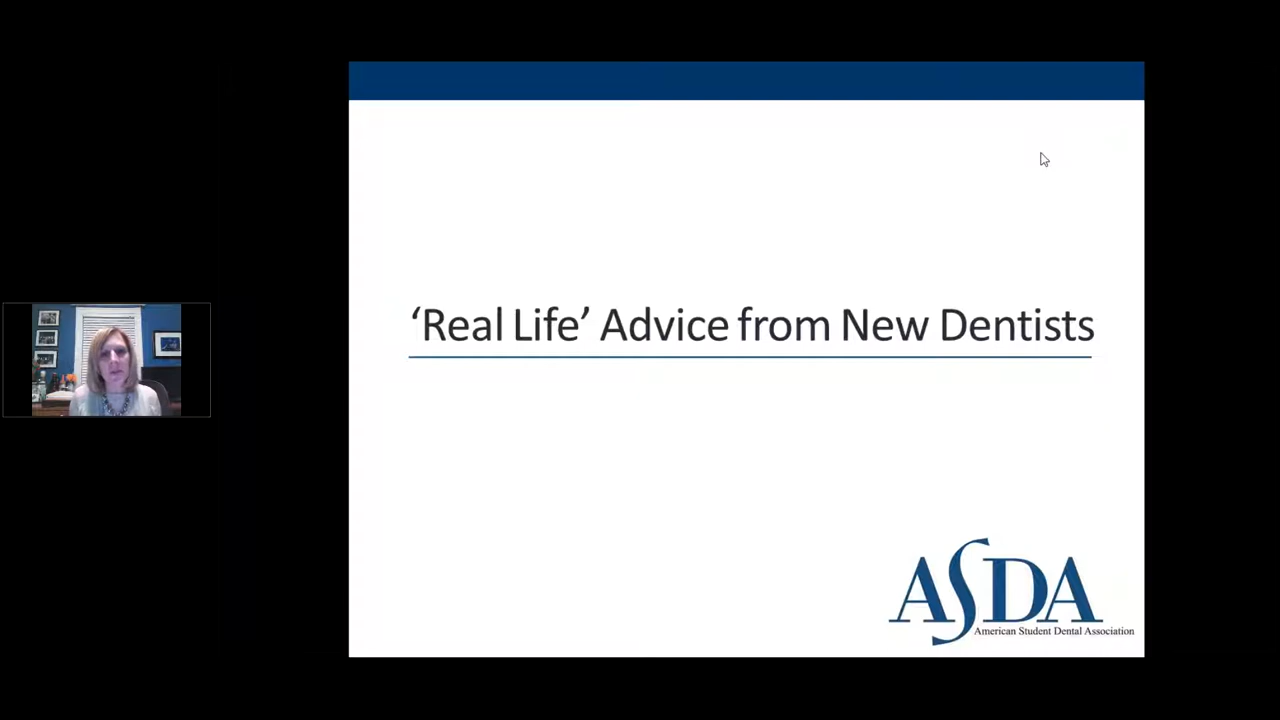 ‘Real Life’ Advice from New Dentists
ASDA
American Student Dental Association